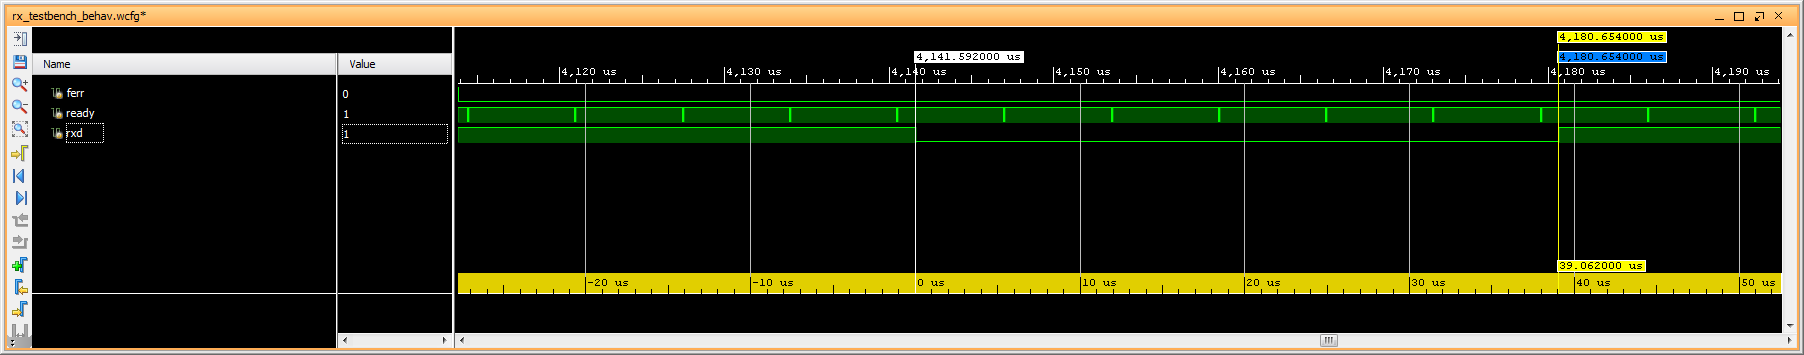 rx_testbench_behav.wcfg*
4,180.654000 us
Name Value 4,141.592000 us 4,180.654000 us
4,120 us 4,130 us 4,140 us 4,150 us 4,160 us 4,170 us 4,180 us 4,190 us
ferr 0
ready 1
rxd 1
39.062000 us
-20 us -10 us 0 us 10 us 20 us 30 us 40 us 50 us